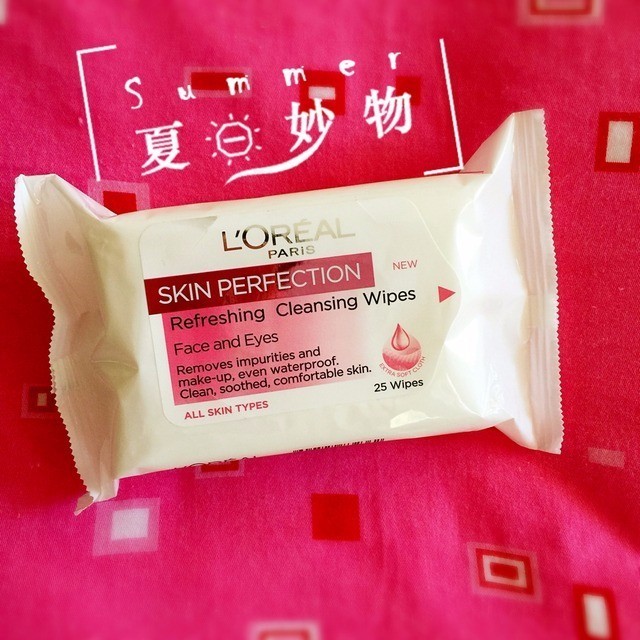 Summer
夏日妙物
L'ORÉAL
PARiS
SKIN PERFECTION
NEW
Refreshing Cleansing Wipes
Face and Eyes
Removes impurities and
make-up, even waterproof.
Clean, soothed, comfortable skin.
EXTRA SOFT CLOTH
25 Wipes
ALL SKIN TYPES
L'ORÉAL